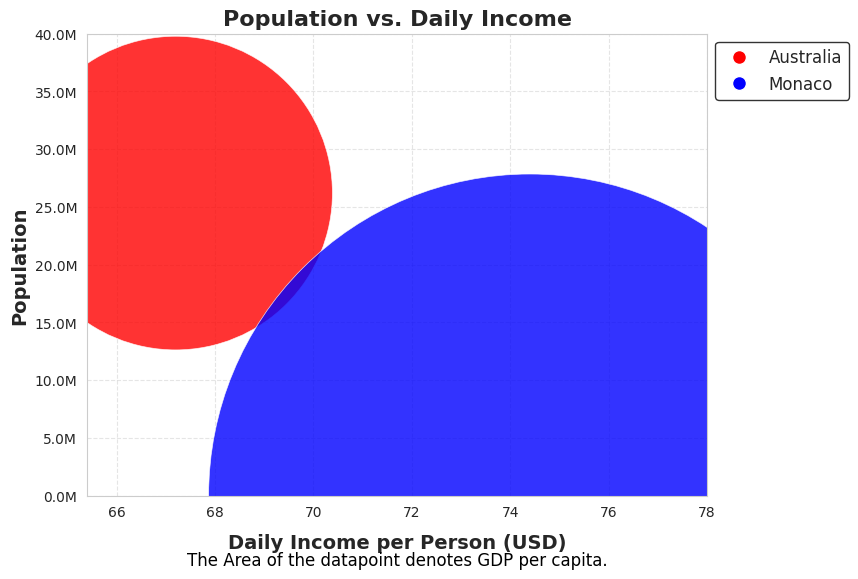 Population vs. Daily Income
Australia
Monaco
Population
40.0M
35.0M
30.0M
25.0M
20.0M
15.0M
10.0M
5.0M
0.0M
66 68 70 72 74 76 78
Daily Income per Person (USD)
The Area of the datapoint denotes GDP per capita.